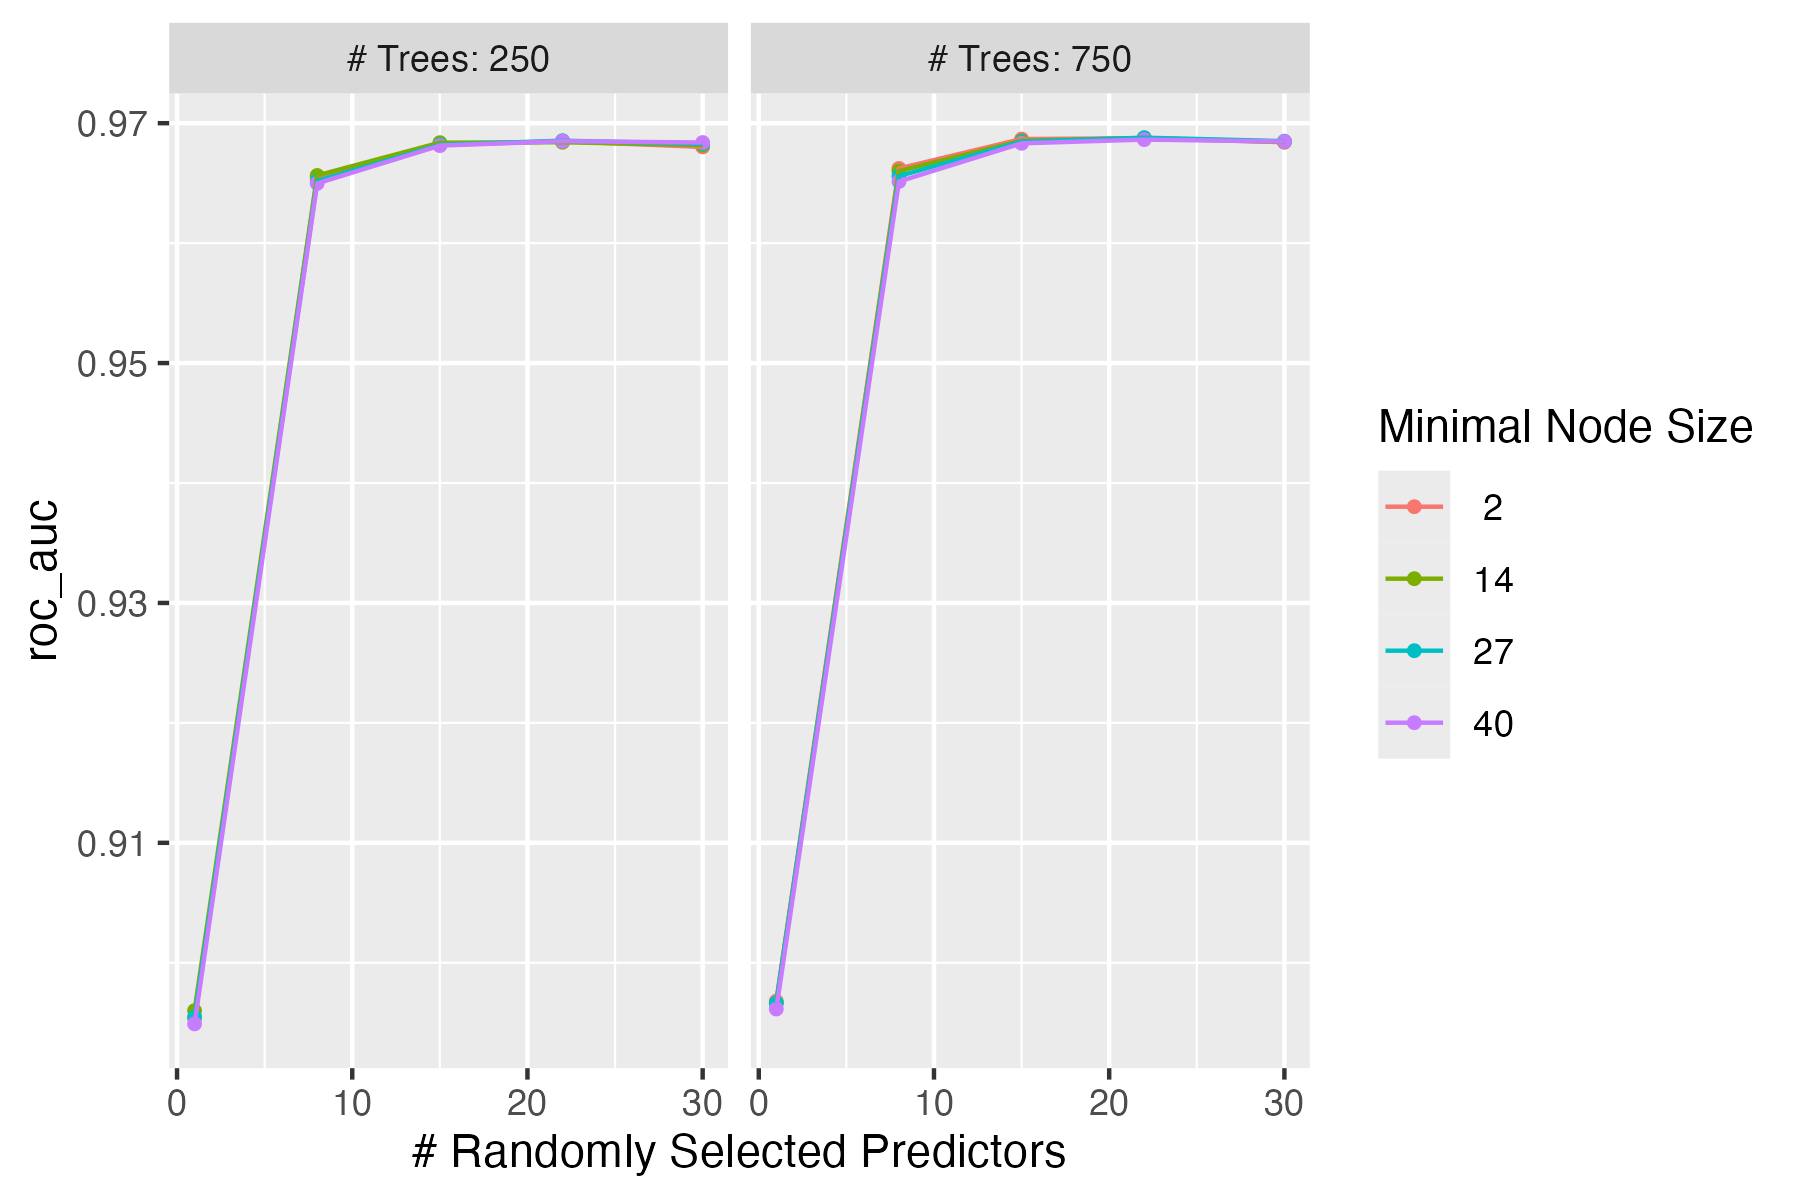 # Trees: 250
# Trees: 750
0.97
0.95
0.93
0.91
roc_auc
0 10 20 30 0 10 20 30
# Randomly Selected Predictors
Minimal Node Size
2
14
27
40